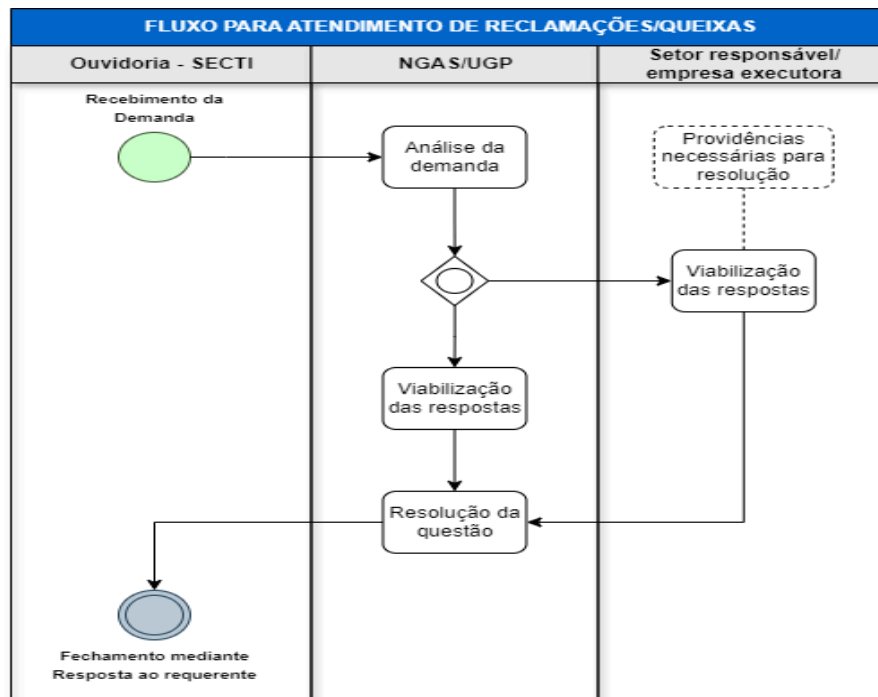 FLUXO PARA ATENDIMENTO DE RECLAMAÇÕES/QUEIXAS
Ouvidoria - SECTI
NGAS/UGP
Setor responsável/
empresa executora
Recebimento da
Demanda
Análise da
demanda
Providências
necessárias para
resolução
Viabilização
das respostas
Viabilização
das respostas
Resolução da
questão
Fechamento mediante
Resposta ao requerente